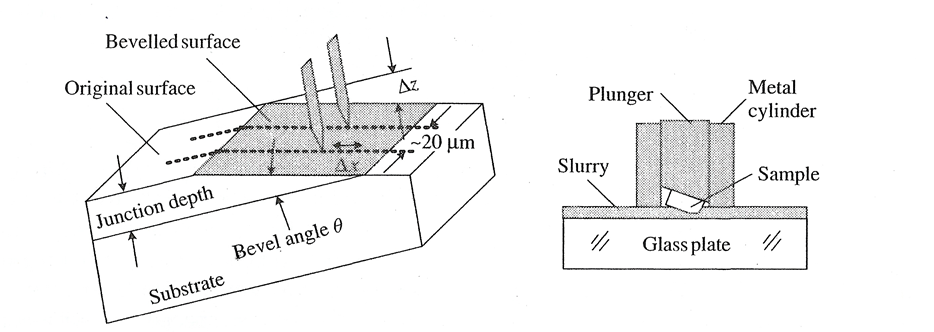 Bevelled surface
Original surface
Δz
~20 μm
Δx
Junction depth
Bevel angle θ
Substrate
Plunger
Metal
cylinder
Slurry
Sample
Glass plate